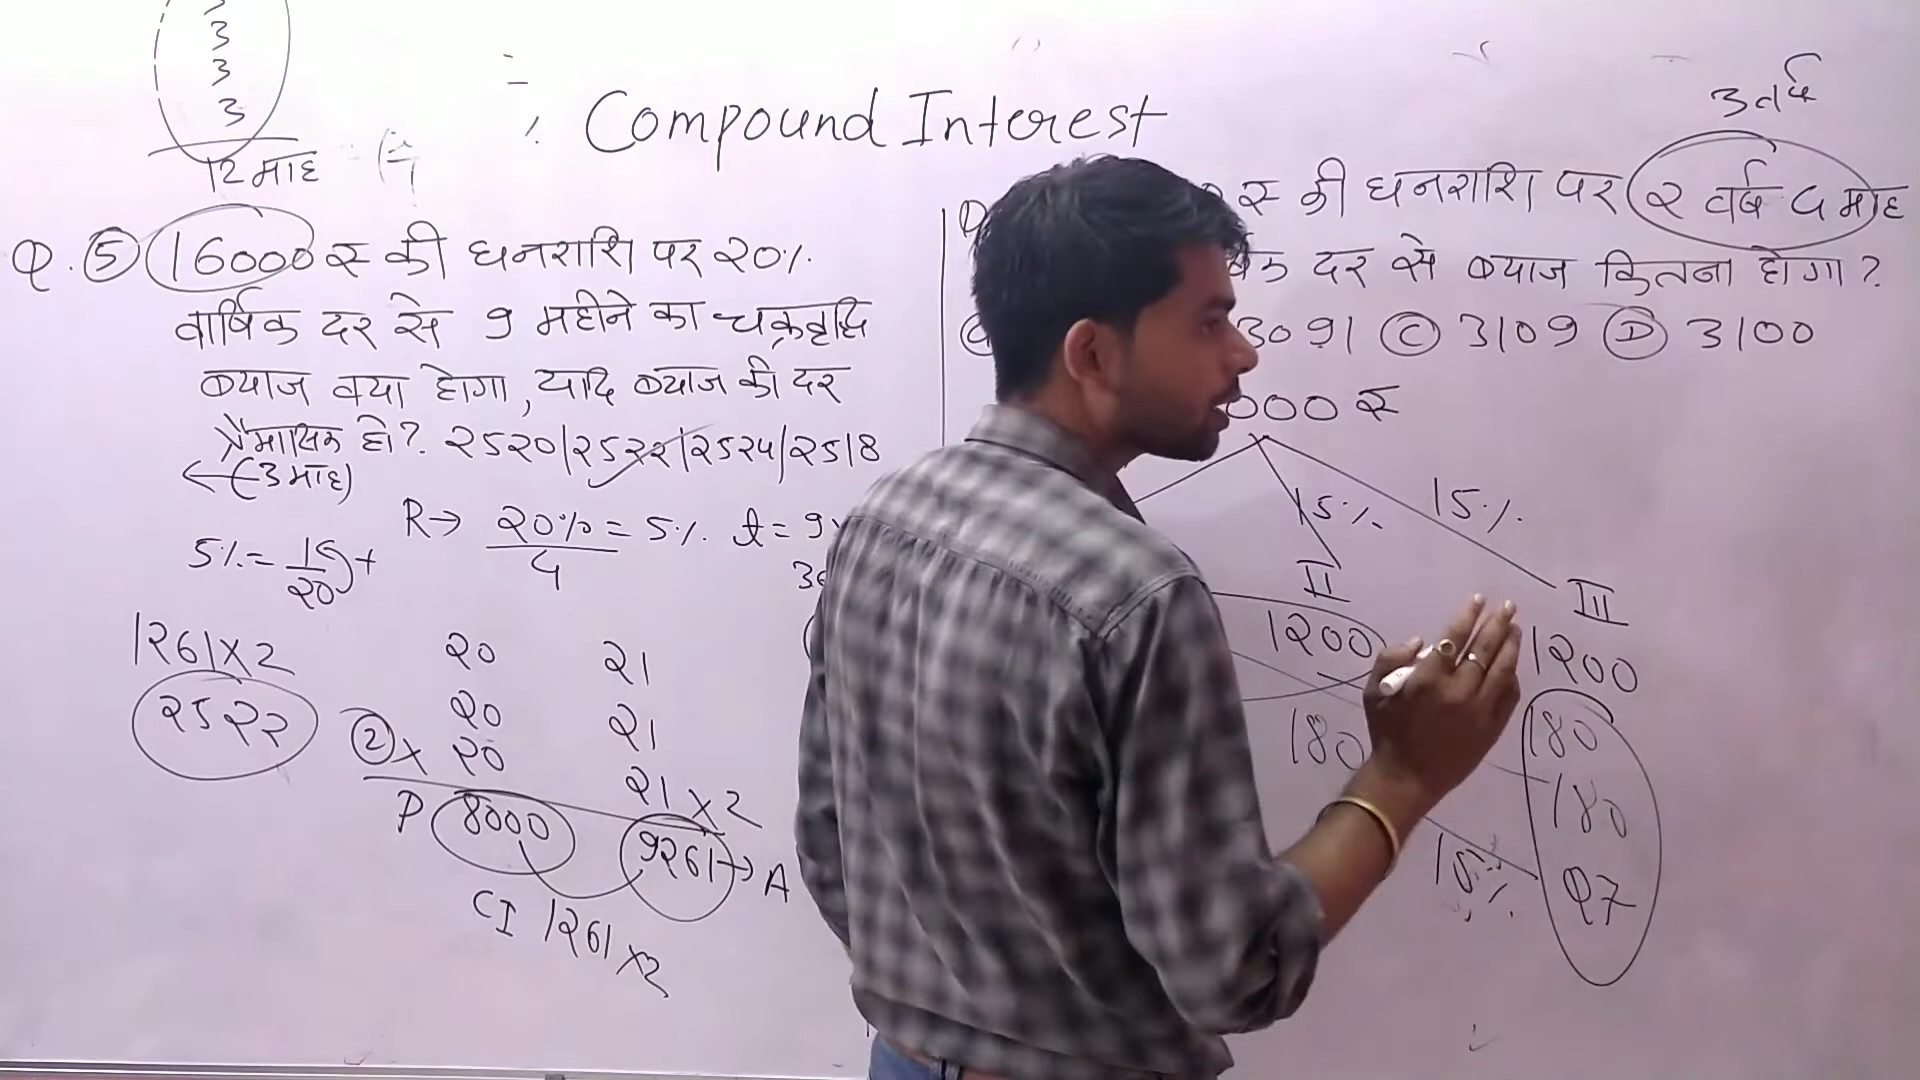 3
3
3
12 माह
Compound Interest
Q. ⑤ 16000 रु की धनराशि पर 20%
वार्षिक दर से 9 महीने का चक्रवृद्धि
ब्याज क्या होगा, यदि ब्याज की दर
त्रैमासिक हो? 2520|2522|2524|2518
(3 माह)
R→ 20%/4 = 5% t = 9
5% = 1/20 +
1261×2
2522
20 21
20 21
② × 20 21 ×2
P 8000 9261 → A
CI 1261 ×2
3 वर्ष
रु की धनराशि पर 2 वर्ष 4 माह
दर से ब्याज कितना होगा?
3091 Ⓒ 3109 Ⓓ 3100
000 रु
15% 15%
II III
1200 1200
180 180
180
15% 27